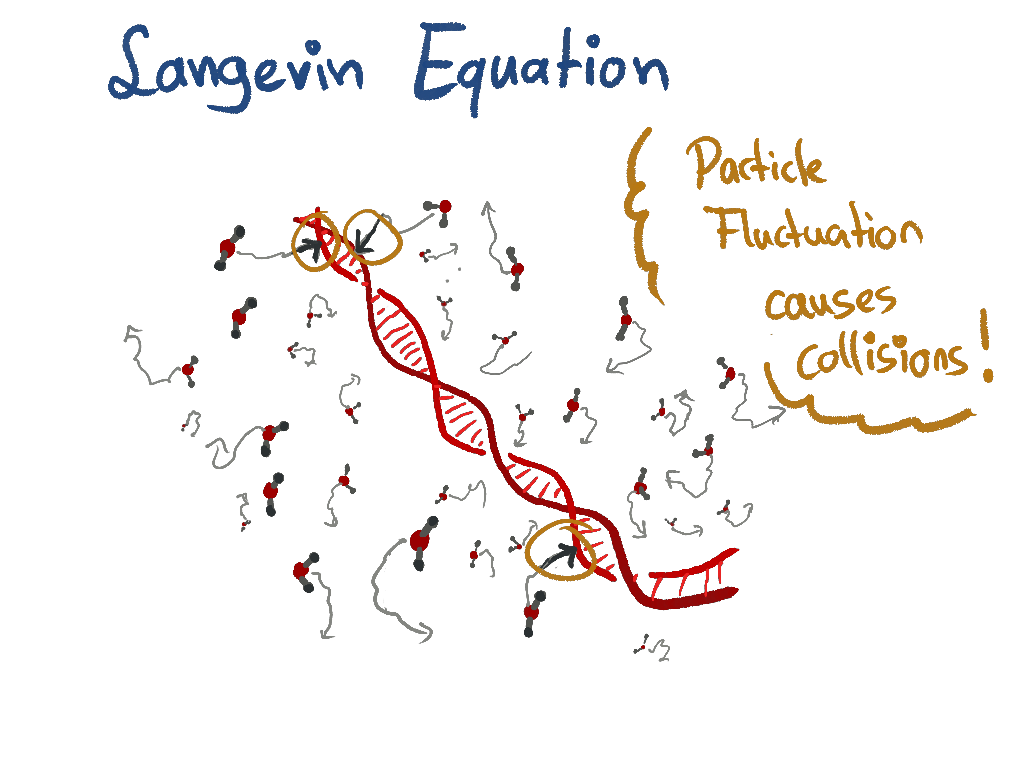 Langevin Equation
Particle
Fluctuation
causes
collisions!